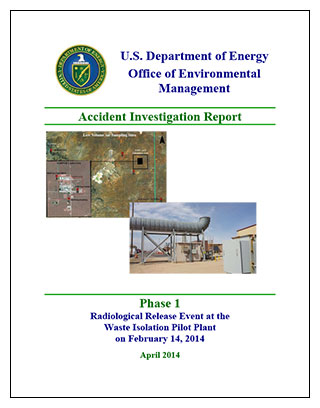 U.S. Department of Energy
Office of Environmental
Management
Accident Investigation Report
Phase 1
Radiological Release Event at the
Waste Isolation Pilot Plant
on February 14, 2014
April 2014